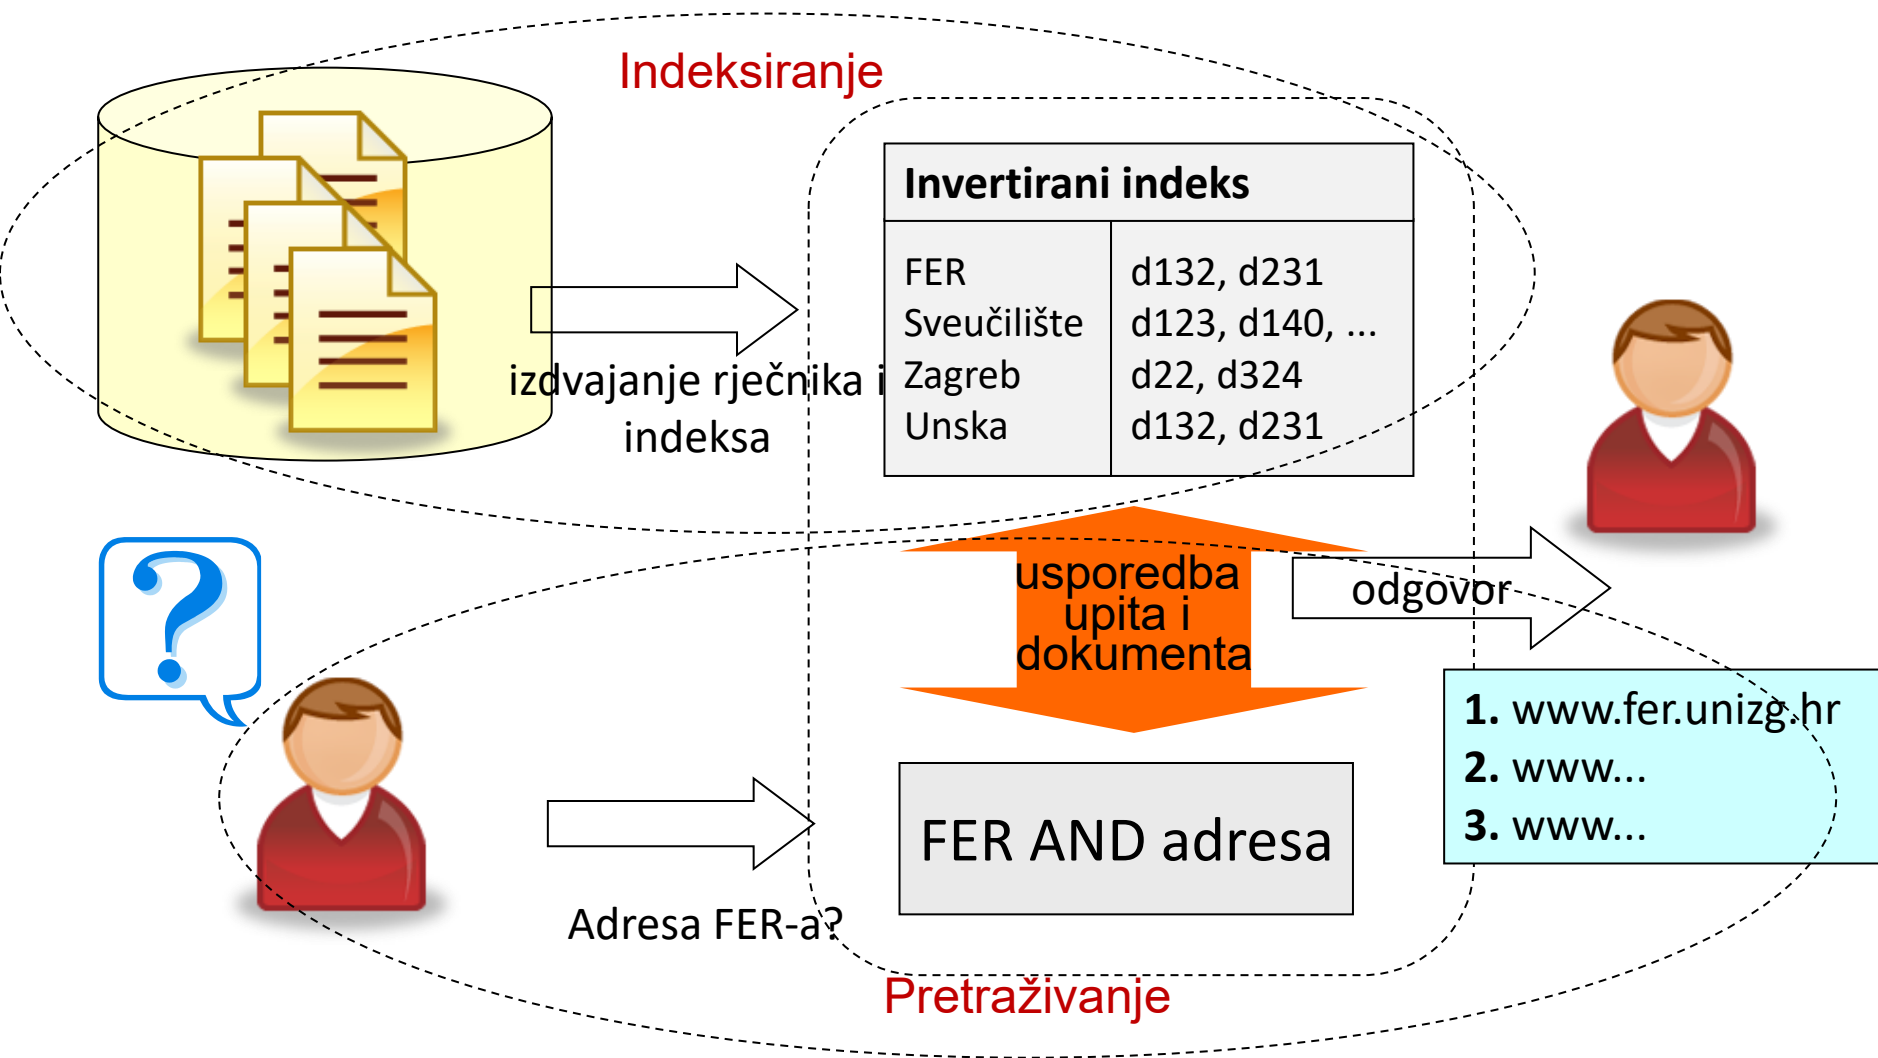 Indeksiranje
Invertirani indeks
FER d132, d231
Sveučilište d123, d140, ...
Zagreb d22, d324
Unska d132, d231
izdvajanje rječnika i
indeksa
?
usporedba
upita i
dokumenta
odgovor
1. www.fer.unizg.hr
2. www...
3. www...
FER AND adresa
Adresa FER-a?
Pretraživanje